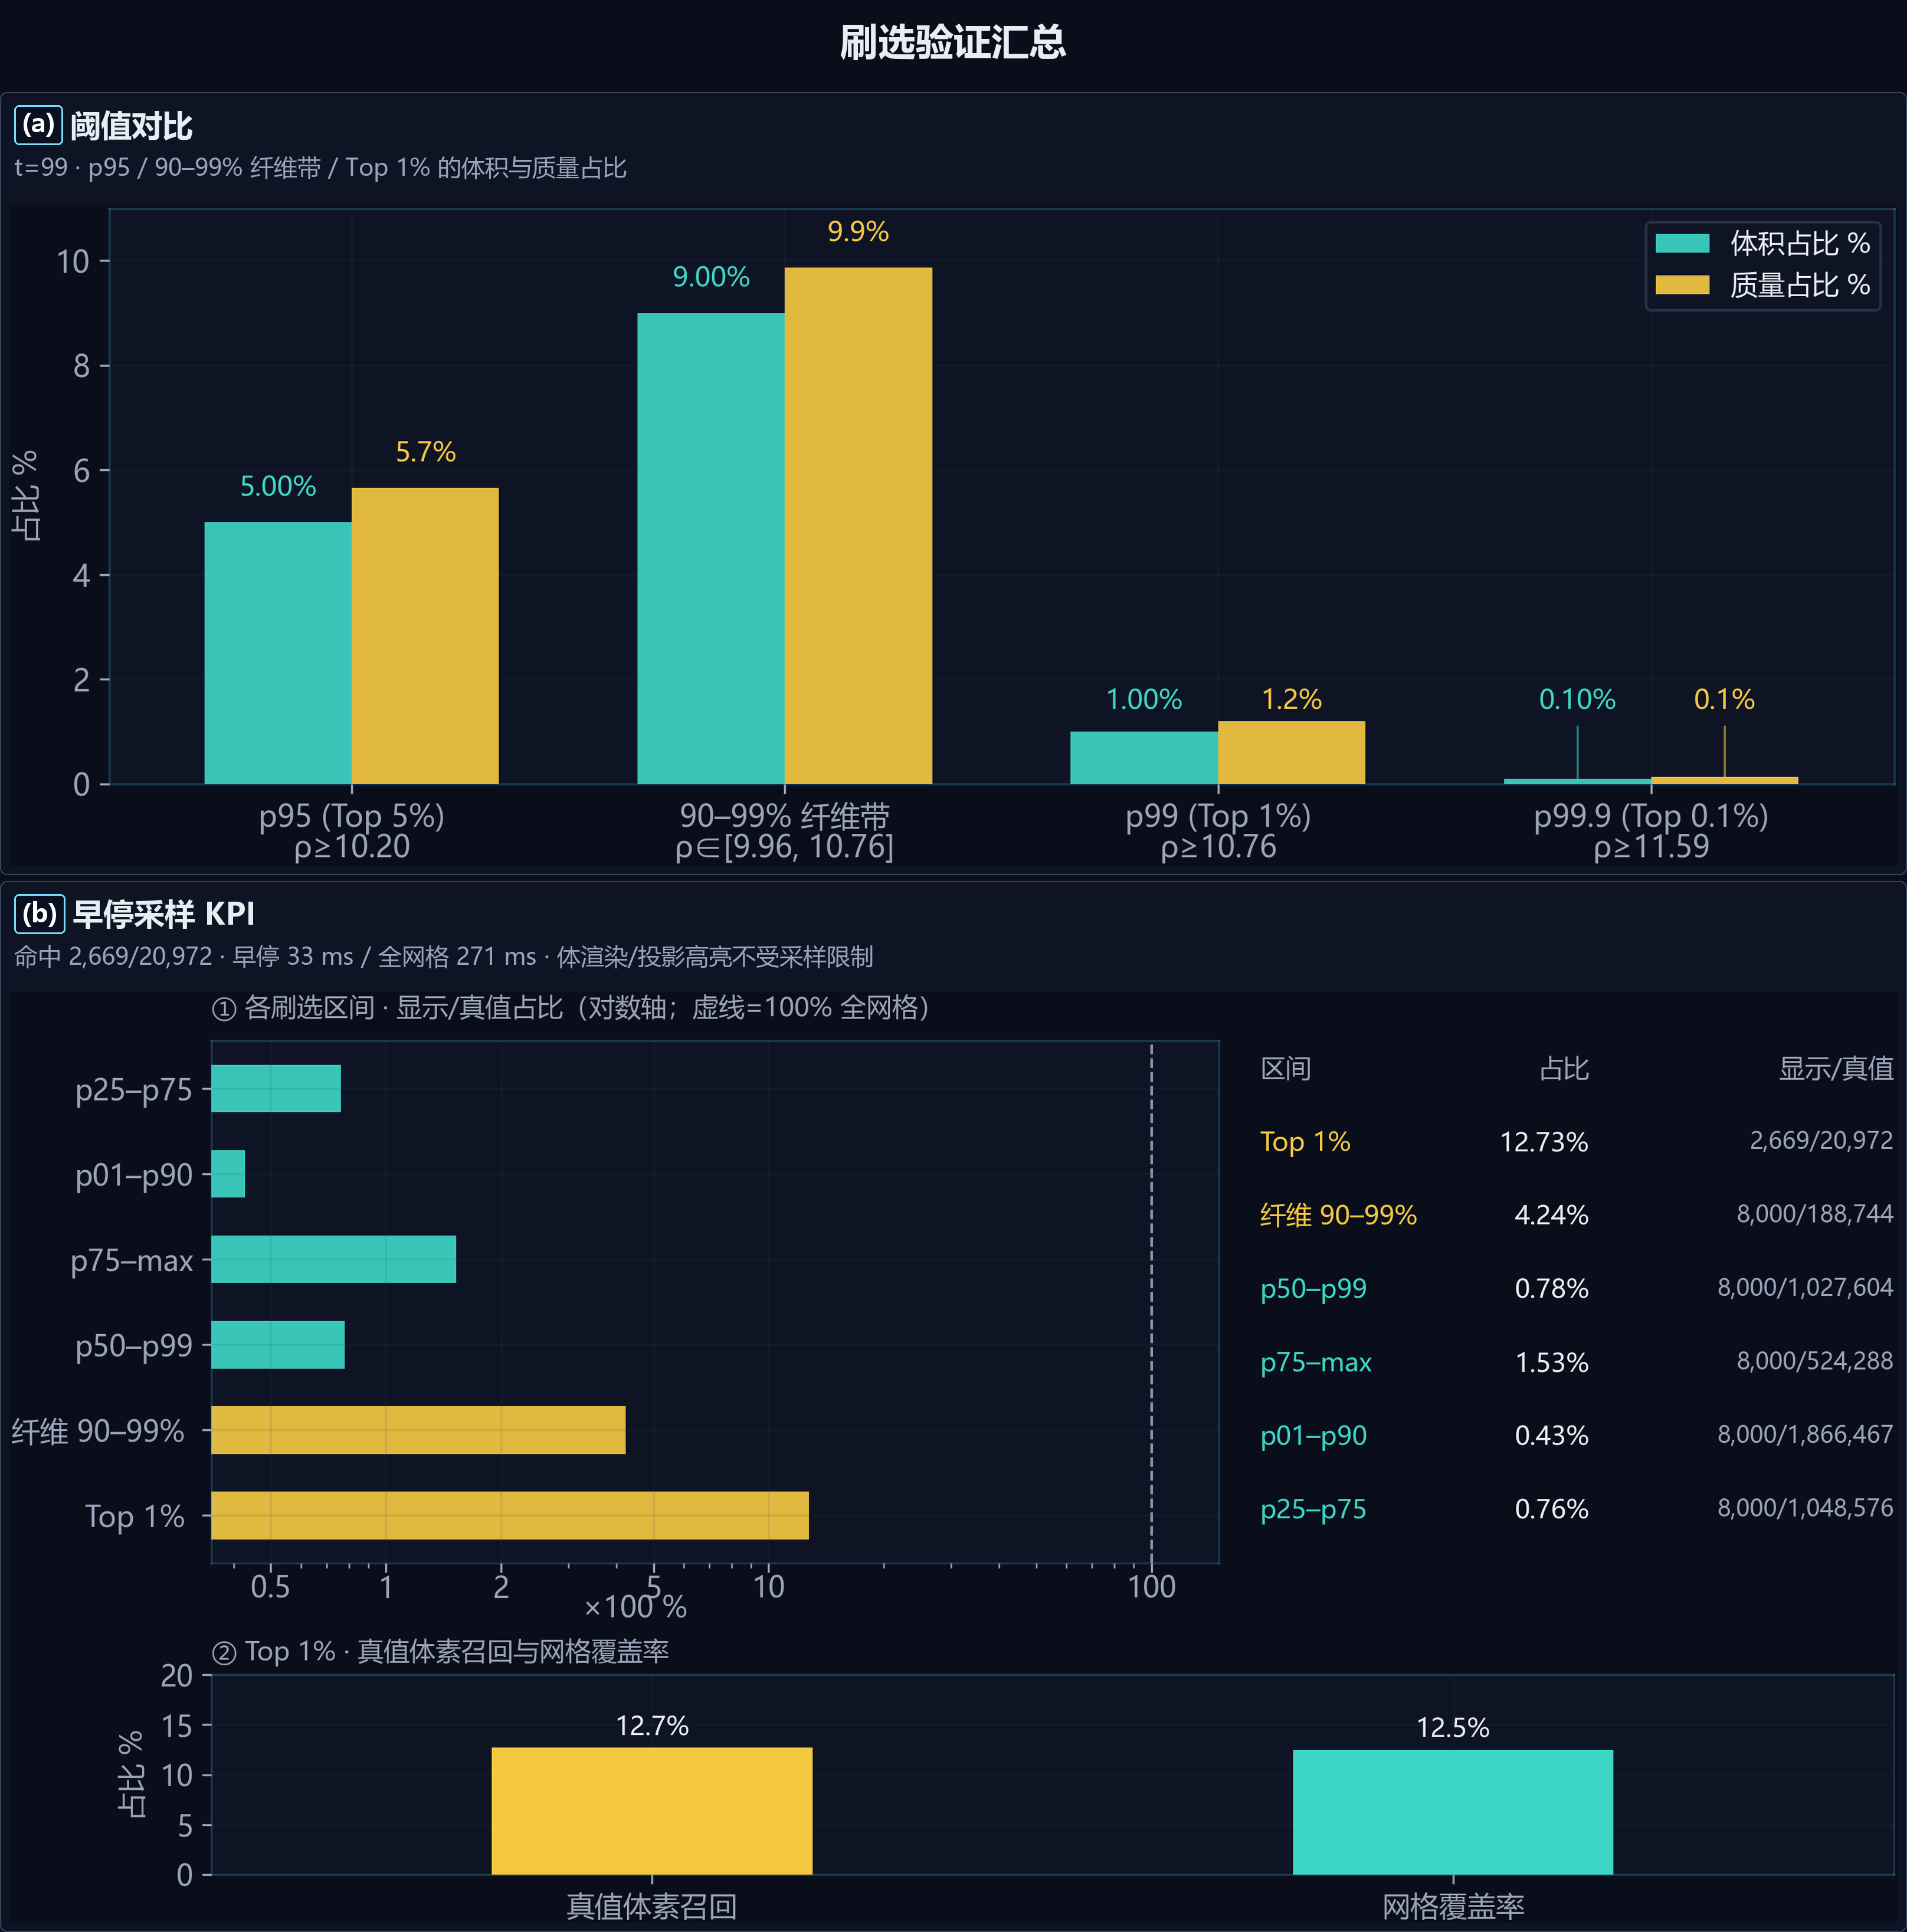 刷选验证汇总
(a) 阈值对比
t=99 · p95 / 90–99% 纤维带 / Top 1% 的体积与质量占比
体积占比 %
质量占比 %
占比 %
10
8
6
4
2
0
5.00%
5.7%
9.00%
9.9%
1.00%
1.2%
0.10%
0.1%
p95 (Top 5%)
ρ≥10.20
90–99% 纤维带
ρ∈[9.96, 10.76]
p99 (Top 1%)
ρ≥10.76
p99.9 (Top 0.1%)
ρ≥11.59
(b) 早停采样 KPI
命中 2,669/20,972 · 早停 33 ms / 全网格 271 ms · 体渲染/投影高亮不受采样限制
① 各刷选区间 · 显示/真值占比（对数轴；虚线=100% 全网格）
p25–p75
p01–p90
p75–max
p50–p99
纤维 90–99%
Top 1%
0.5 1 2 5 10 100
×100 %
区间 占比 显示/真值
Top 1% 12.73% 2,669/20,972
纤维 90–99% 4.24% 8,000/188,744
p50–p99 0.78% 8,000/1,027,604
p75–max 1.53% 8,000/524,288
p01–p90 0.43% 8,000/1,866,467
p25–p75 0.76% 8,000/1,048,576
② Top 1% · 真值体素召回与网格覆盖率
占比 %
20
15
10
5
0
12.7%
12.5%
真值体素召回
网格覆盖率